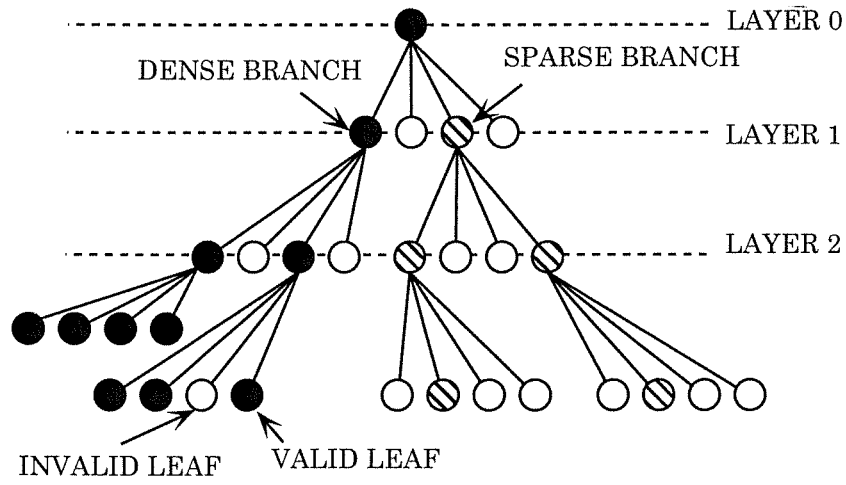 LAYER 0
DENSE BRANCH
SPARSE BRANCH
LAYER 1
LAYER 2
INVALID LEAF
VALID LEAF